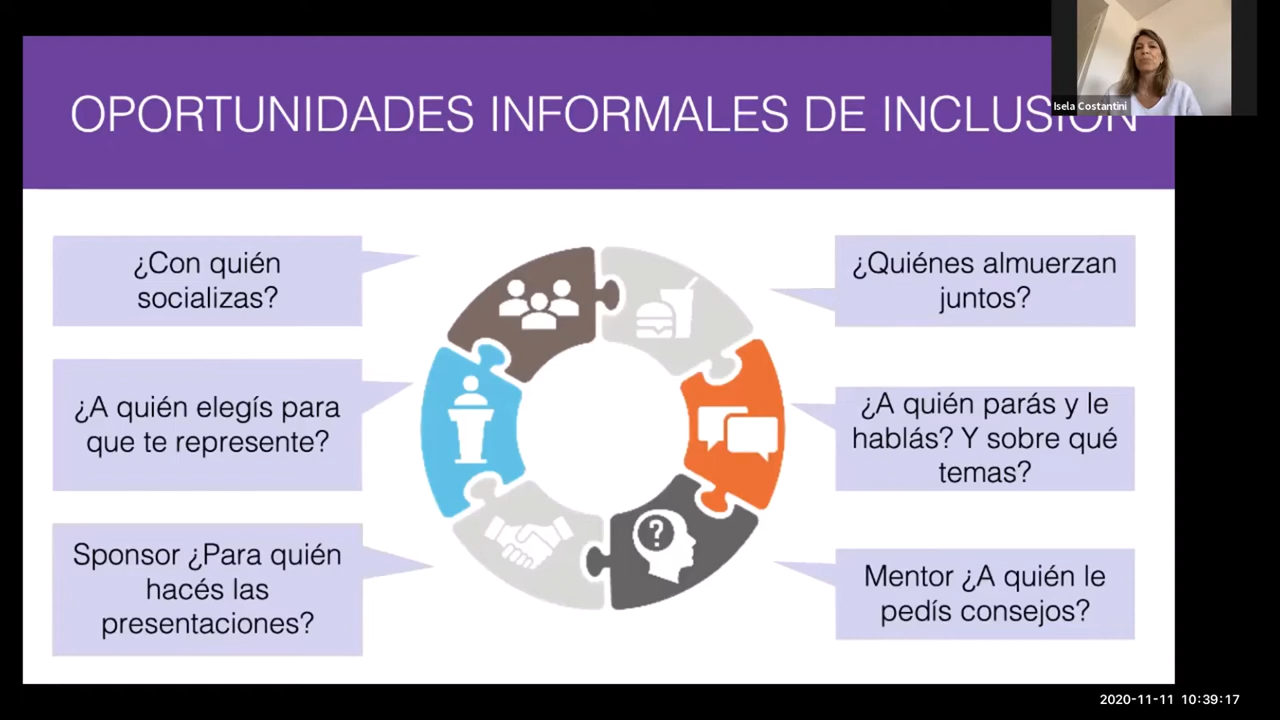 OPORTUNIDADES INFORMALES DE INCLUSIÓN
Isela Costantini
¿Con quién
socializas?
¿Quiénes almuerzan
juntos?
¿A quién elegís para
que te represente?
¿A quién parás y le
hablás? Y sobre qué
temas?
?
Sponsor ¿Para quién
hacés las
presentaciones?
Mentor ¿A quién le
pedís consejos?
2020-11-11 10:39:17